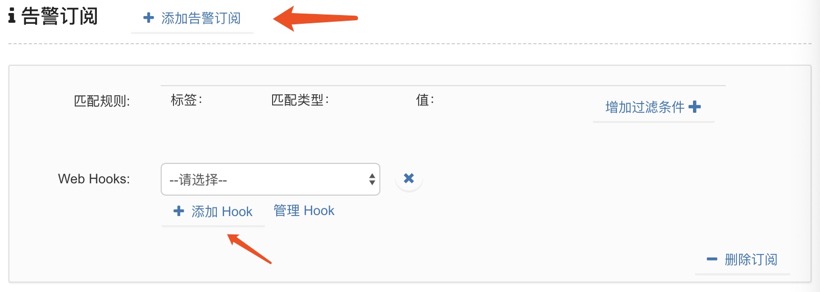 告警订阅 添加告警订阅
匹配规则: 标签: 匹配类型: 值: 增加过滤条件
Web Hooks: --请选择--
添加 Hook 管理 Hook
删除订阅